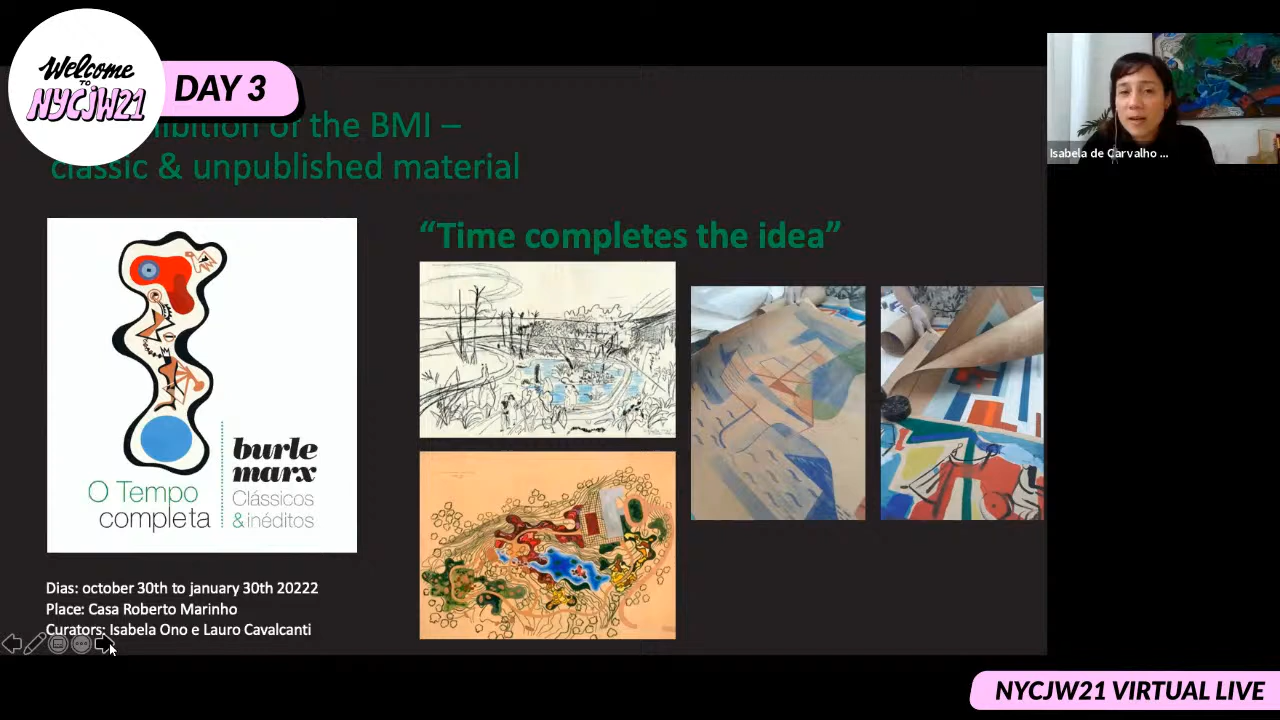 Welcome
TO
NYCJW21
DAY 3
ibition of the BMI –
classic & unpublished material
“Time completes the idea”
burle
marx
O Tempo
completa
Clássicos
& inéditos
Dias: october 30th to january 30th 20222
Place: Casa Roberto Marinho
Curators: Isabela Ono e Lauro Cavalcanti
Isabela de Carvalho ...
NYCJW21 VIRTUAL LIVE